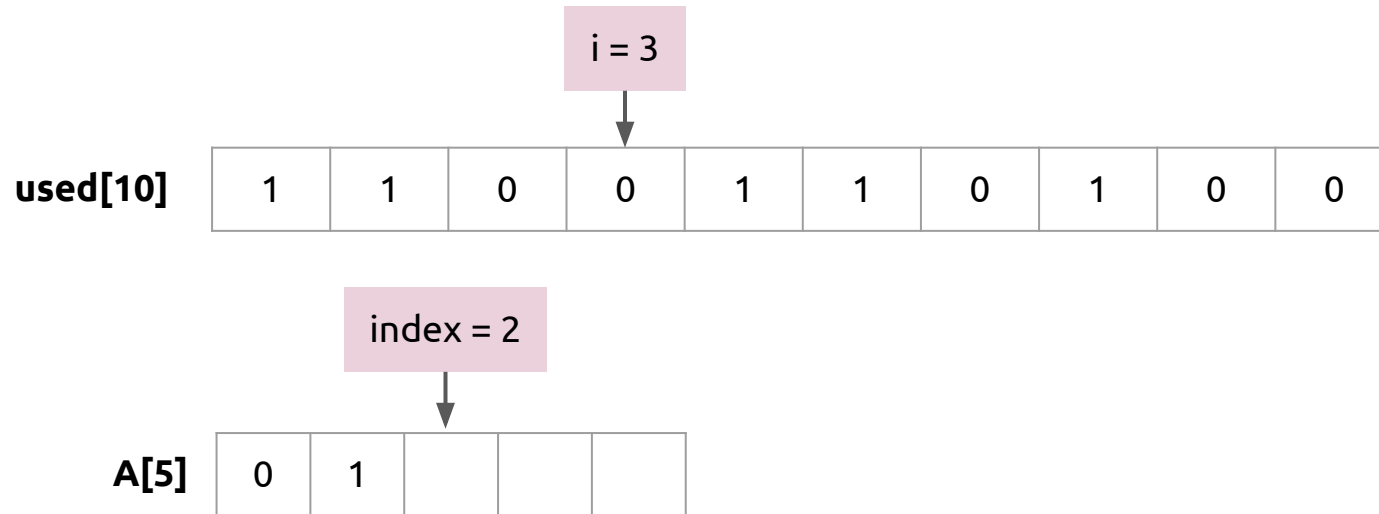 i = 3
used[10] 1 1 0 0 1 1 0 1 0 0
index = 2
A[5] 0 1